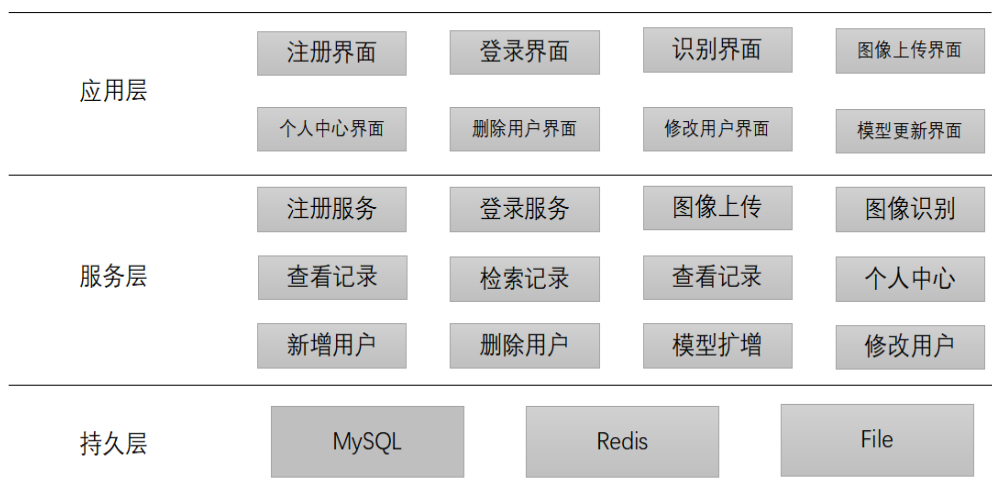 应用层
注册界面
登录界面
识别界面
图像上传界面
个人中心界面
删除用户界面
修改用户界面
模型更新界面
服务层
注册服务
登录服务
图像上传
图像识别
查看记录
检索记录
查看记录
个人中心
新增用户
删除用户
模型扩增
修改用户
持久层
MySQL
Redis
File